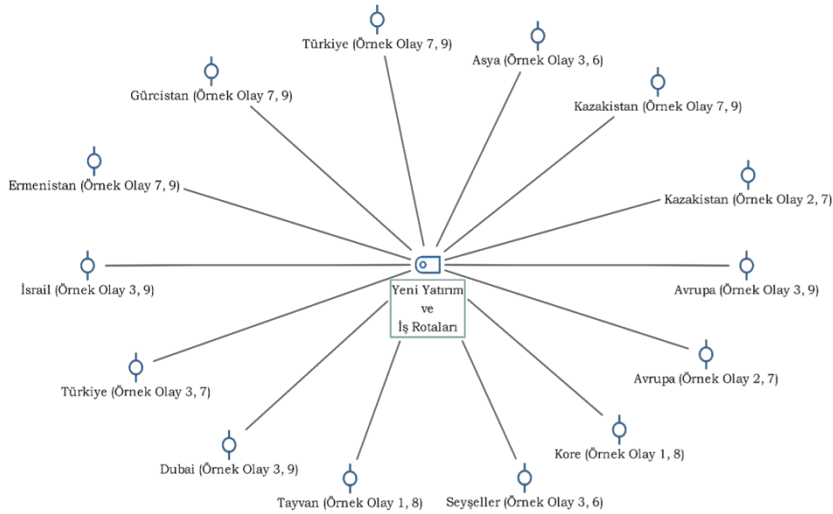 Türkiye (Örnek Olay 7, 9)
Asya (Örnek Olay 3, 6)
Gürcistan (Örnek Olay 7, 9)
Kazakistan (Örnek Olay 7, 9)
Ermenistan (Örnek Olay 7, 9)
Kazakistan (Örnek Olay 2, 7)
İsrail (Örnek Olay 3, 9)
Yeni Yatırım
ve
İş Rotaları
Avrupa (Örnek Olay 3, 9)
Türkiye (Örnek Olay 3, 7)
Avrupa (Örnek Olay 2, 7)
Dubai (Örnek Olay 3, 9)
Kore (Örnek Olay 1, 8)
Tayvan (Örnek Olay 1, 8)
Seyşeller (Örnek Olay 3, 6)